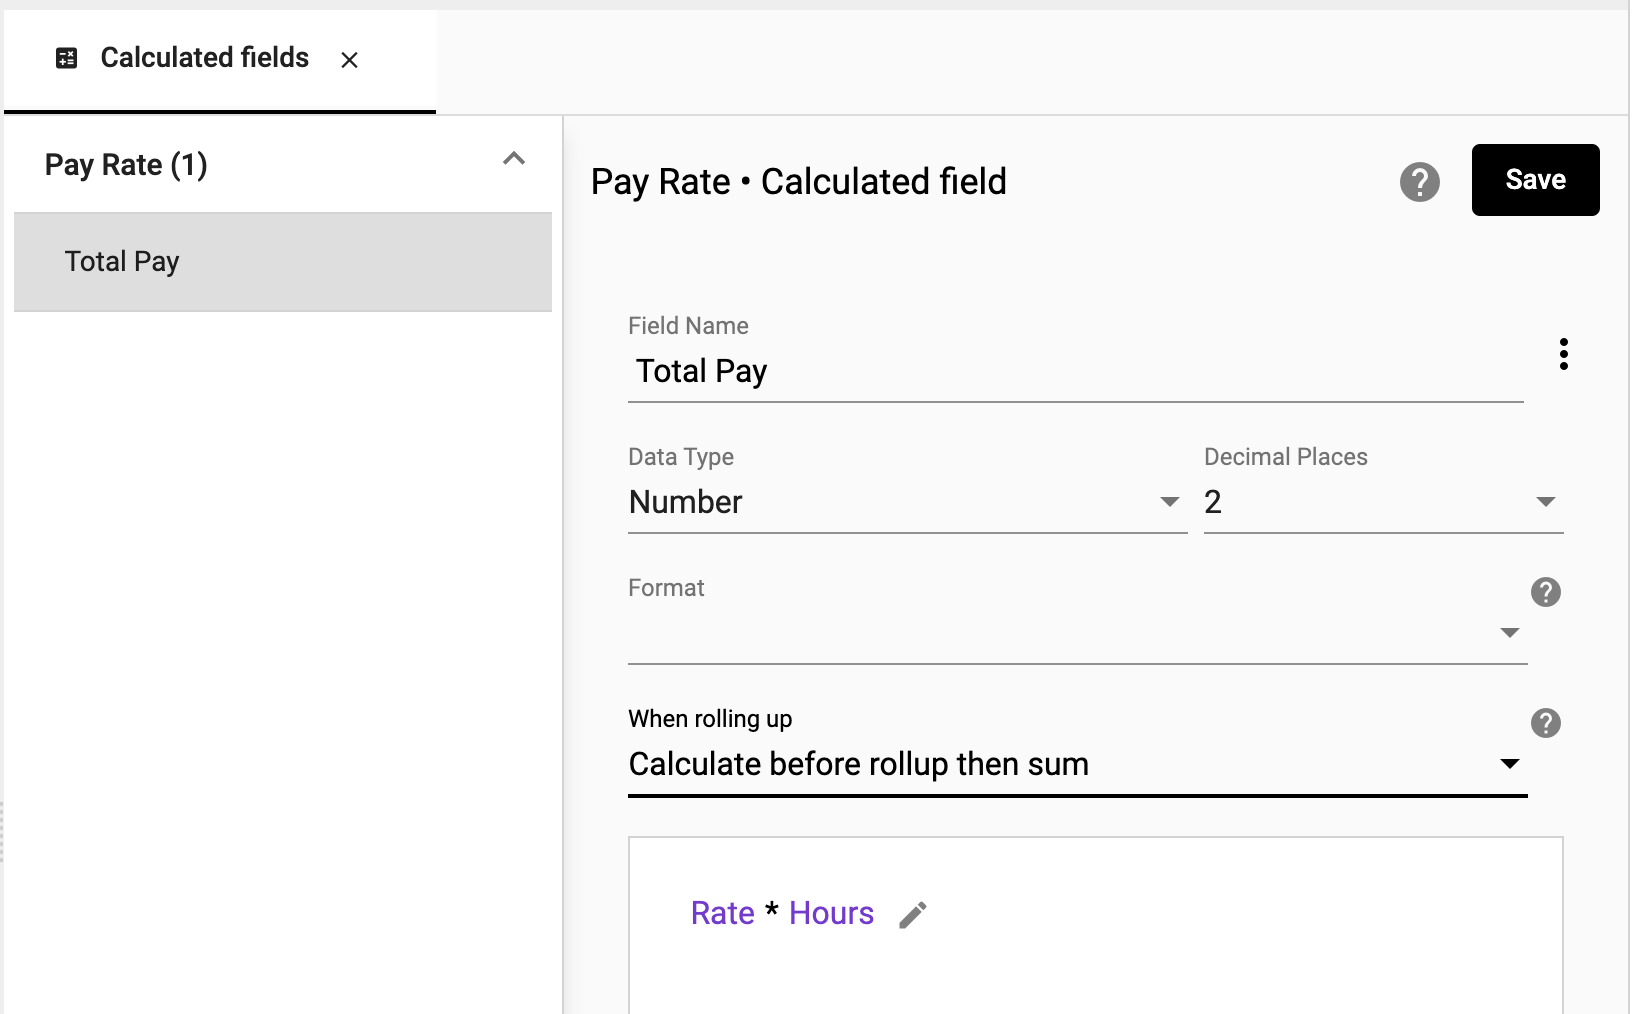 Calculated fields
Pay Rate (1)
Total Pay
Pay Rate • Calculated field
Save
Field Name
Total Pay
Data Type
Number
Decimal Places
2
Format
When rolling up
Calculate before rollup then sum
Rate * Hours